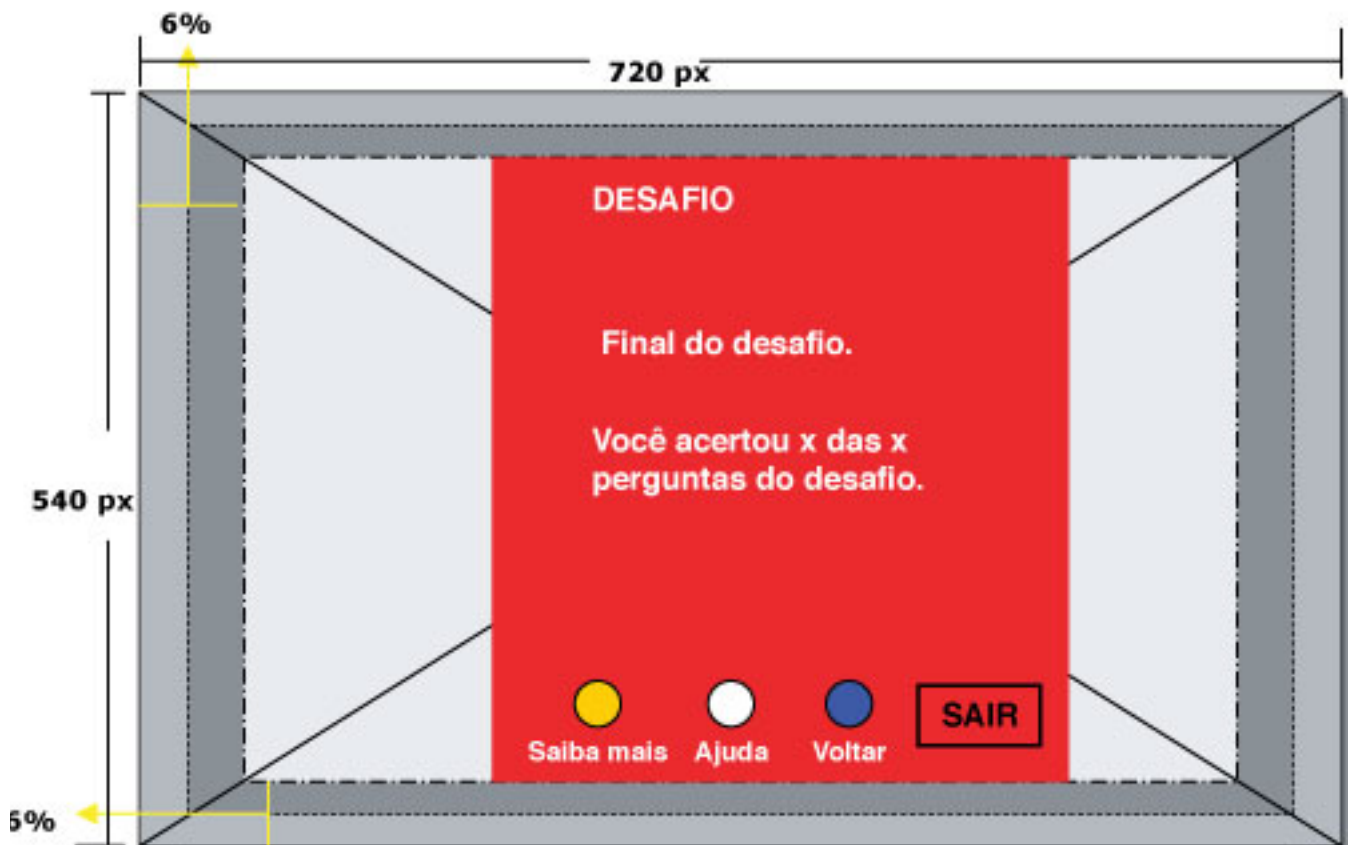 6%
720 px
DESAFIO
Final do desafio.
Você acertou x das x
perguntas do desafio.
540 px
SAIR
Saiba mais Ajuda Voltar
6%